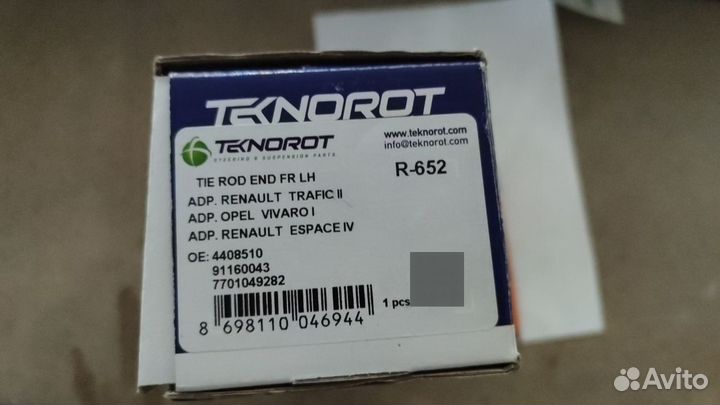 TEKNOROT
TEKNOROT
STEERING & SUSPENSION PARTS
www.teknorot.com
info@teknorot.com
TIE ROD END FR LH
R-652
ADP. RENAULT TRAFIC II
ADP. OPEL VIVARO I
ADP. RENAULT ESPACE IV
OE: 4408510
91160043
7701049282
1 pcs
8 698110 046944
Avito